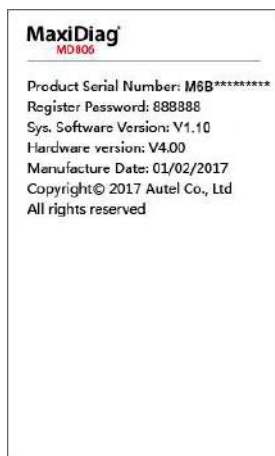 MaxiDiag
MD806
Product Serial Number: M6B*********
Register Password: 888888
Sys. Software Version: V1.10
Hardware version: V4.00
Manufacture Date: 01/02/2017
Copyright© 2017 Autel Co., Ltd
All rights reserved